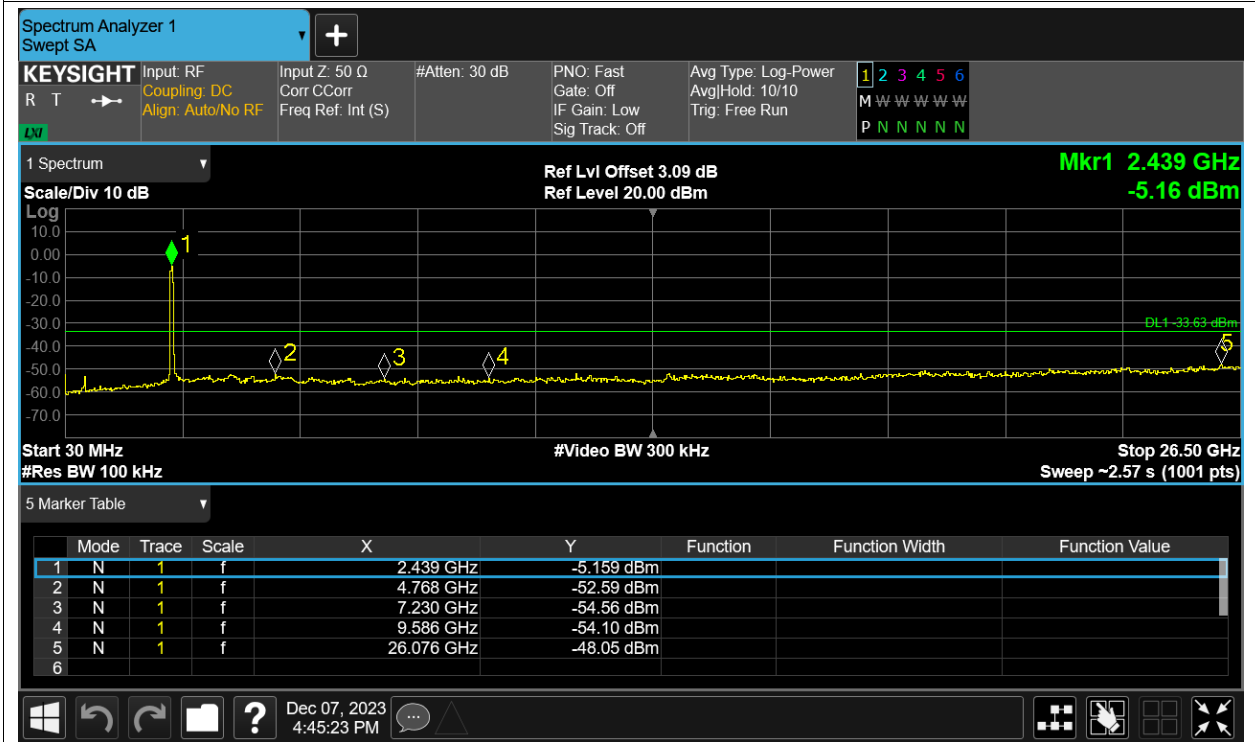 Spectrum Analyzer 1
Swept SA
+
KEYSIGHT
R T
LXI
Input: RF
Coupling: DC
Align: Auto/No RF
Input Z: 50 Ω
Corr CCorr
Freq Ref: Int (S)
#Atten: 30 dB
PNO: Fast
Gate: Off
IF Gain: Low
Sig Track: Off
Avg Type: Log-Power
Avg|Hold: 10/10
Trig: Free Run
1 2 3 4 5 6
M W W W W W
P N N N N N
1 Spectrum
Scale/Div 10 dB
Ref Lvl Offset 3.09 dB
Ref Level 20.00 dBm
Mkr1 2.439 GHz
-5.16 dBm
Log
10.0
0.00
-10.0
-20.0
-30.0
-40.0
-50.0
-60.0
-70.0
1
2
3
4
5
DL1 -33.63 dBm
Start 30 MHz
#Video BW 300 kHz
Stop 26.50 GHz
#Res BW 100 kHz
Sweep ~2.57 s (1001 pts)
5 Marker Table
Mode Trace Scale X Y Function Function Width Function Value
1 N 1 f 2.439 GHz -5.159 dBm
2 N 1 f 4.768 GHz -52.59 dBm
3 N 1 f 7.230 GHz -54.56 dBm
4 N 1 f 9.586 GHz -54.10 dBm
5 N 1 f 26.076 GHz -48.05 dBm
6
?
Dec 07, 2023
4:45:23 PM